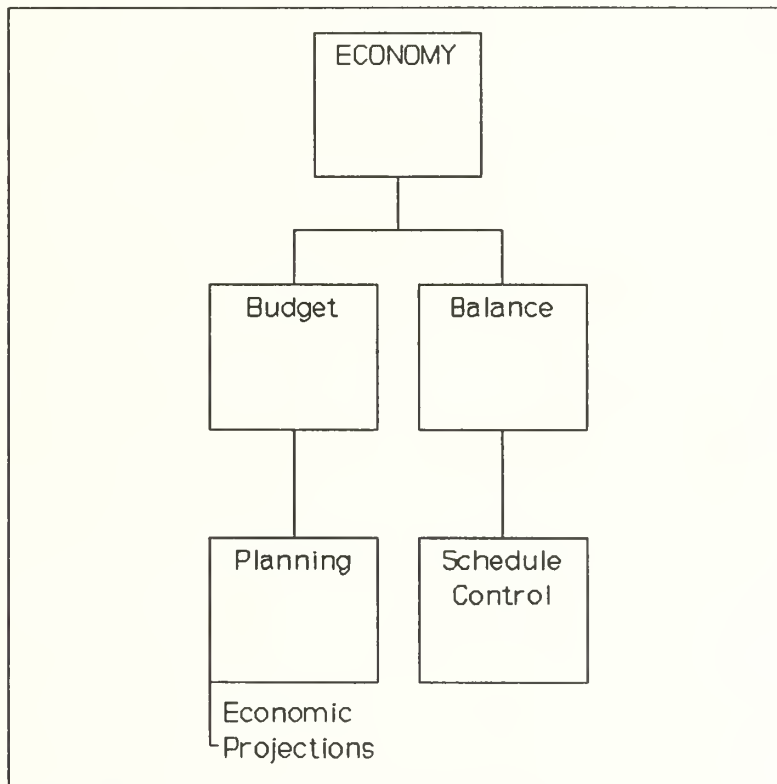 ECONOMY
Budget
Balance
Planning
Schedule
Control
Economic
Projections